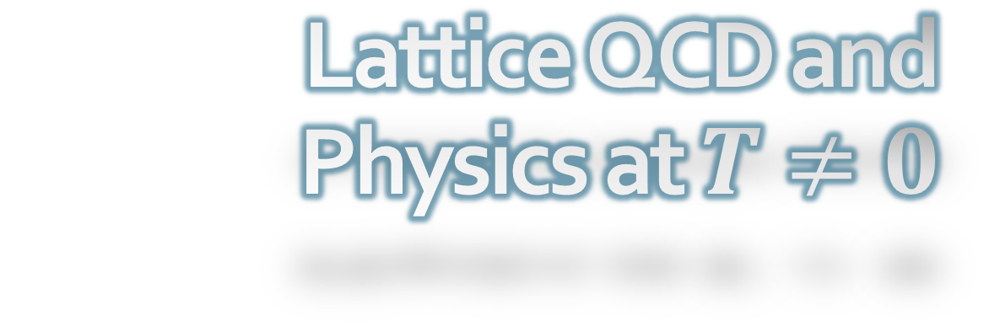 Lattice QCD and
Physics at T ≠ 0